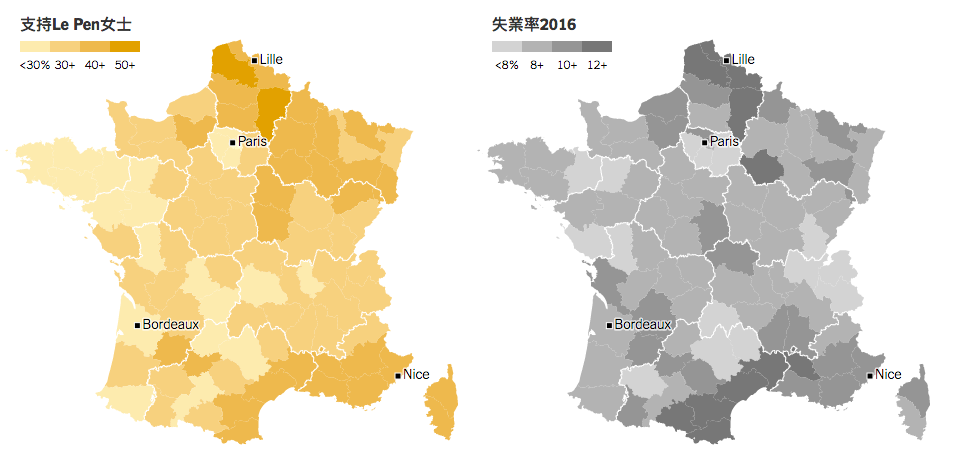 支持Le Pen女士
<30% 30+ 40+ 50+
Lille
Paris
Bordeaux
Nice
失業率2016
<8% 8+ 10+ 12+
Lille
Paris
Bordeaux
Nice